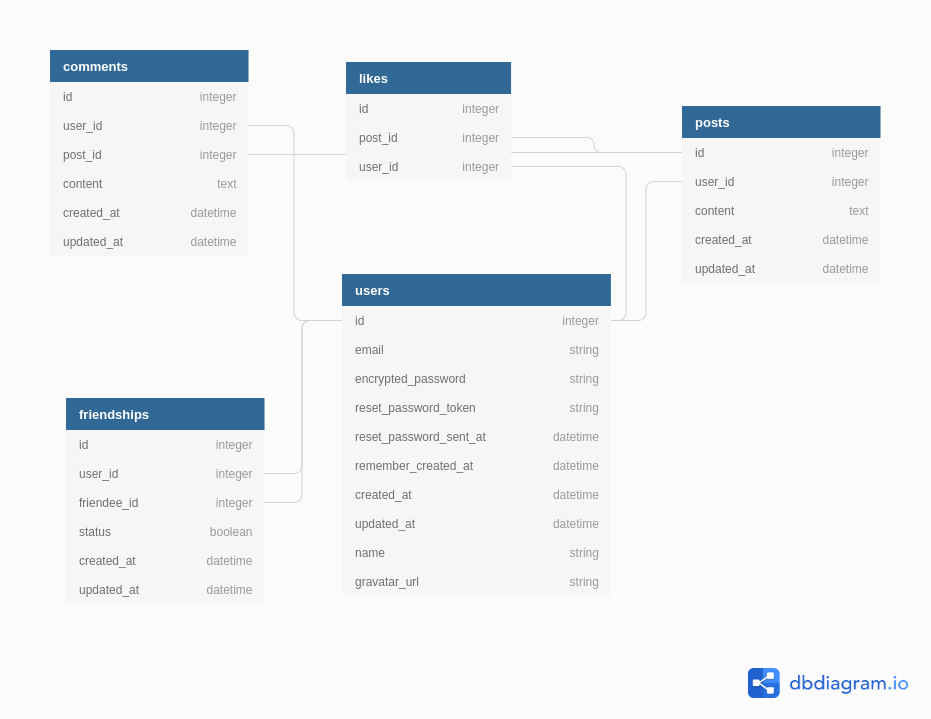 comments
id integer
user_id integer
post_id integer
content text
created_at datetime
updated_at datetime
likes
id integer
post_id integer
user_id integer
posts
id integer
user_id integer
content text
created_at datetime
updated_at datetime
users
id integer
email string
encrypted_password string
reset_password_token string
reset_password_sent_at datetime
remember_created_at datetime
created_at datetime
updated_at datetime
name string
gravatar_url string
friendships
id integer
user_id integer
friendee_id integer
status boolean
created_at datetime
updated_at datetime
dbdiagram.io